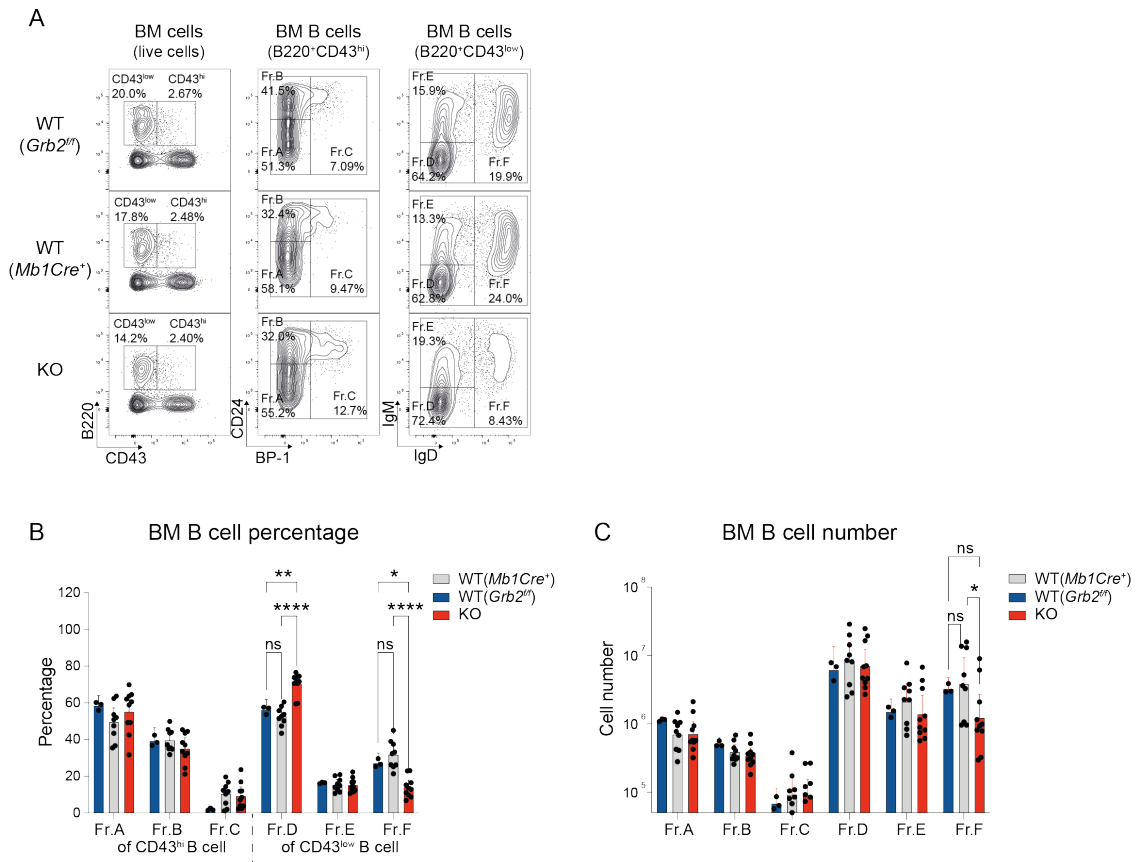 A
BM cells
(live cells)
BM B cells
(B220⁺CD43ʰⁱ)
BM B cells
(B220⁺CD43ˡᵒʷ)
WT
(Grb2ᶠ/ᶠ)
CD43ˡᵒʷ
20.0%
CD43ʰⁱ
2.67%
Fr.B
41.5%
Fr.A
51.3%
Fr.C
7.09%
Fr.E
15.9%
Fr.D
64.2%
Fr.F
19.9%
WT
(Mb1Cre⁺)
CD43ˡᵒʷ
17.8%
CD43ʰⁱ
2.48%
Fr.B
32.4%
Fr.A
58.1%
Fr.C
9.47%
Fr.E
13.3%
Fr.D
62.8%
Fr.F
24.0%
KO
CD43ˡᵒʷ
14.2%
CD43ʰⁱ
2.40%
Fr.B
32.0%
Fr.A
55.2%
Fr.C
12.7%
Fr.E
19.3%
Fr.D
72.4%
Fr.F
8.43%
B220
CD43
CD24
BP-1
IgM
IgD
B
BM B cell percentage
WT(Mb1Cre⁺)
WT(Grb2ᶠ/ᶠ)
KO
Percentage
120
100
80
60
40
20
0
** 
****
ns
*
****
ns
Fr.A Fr.B Fr.C Fr.D Fr.E Fr.F
of CD43ʰⁱ B cell of CD43ˡᵒʷ B cell
C
BM B cell number
WT(Mb1Cre⁺)
WT(Grb2ᶠ/ᶠ)
KO
Cell number
10⁸
10⁷
10⁶
10⁵
ns
*
ns
Fr.A Fr.B Fr.C Fr.D Fr.E Fr.F